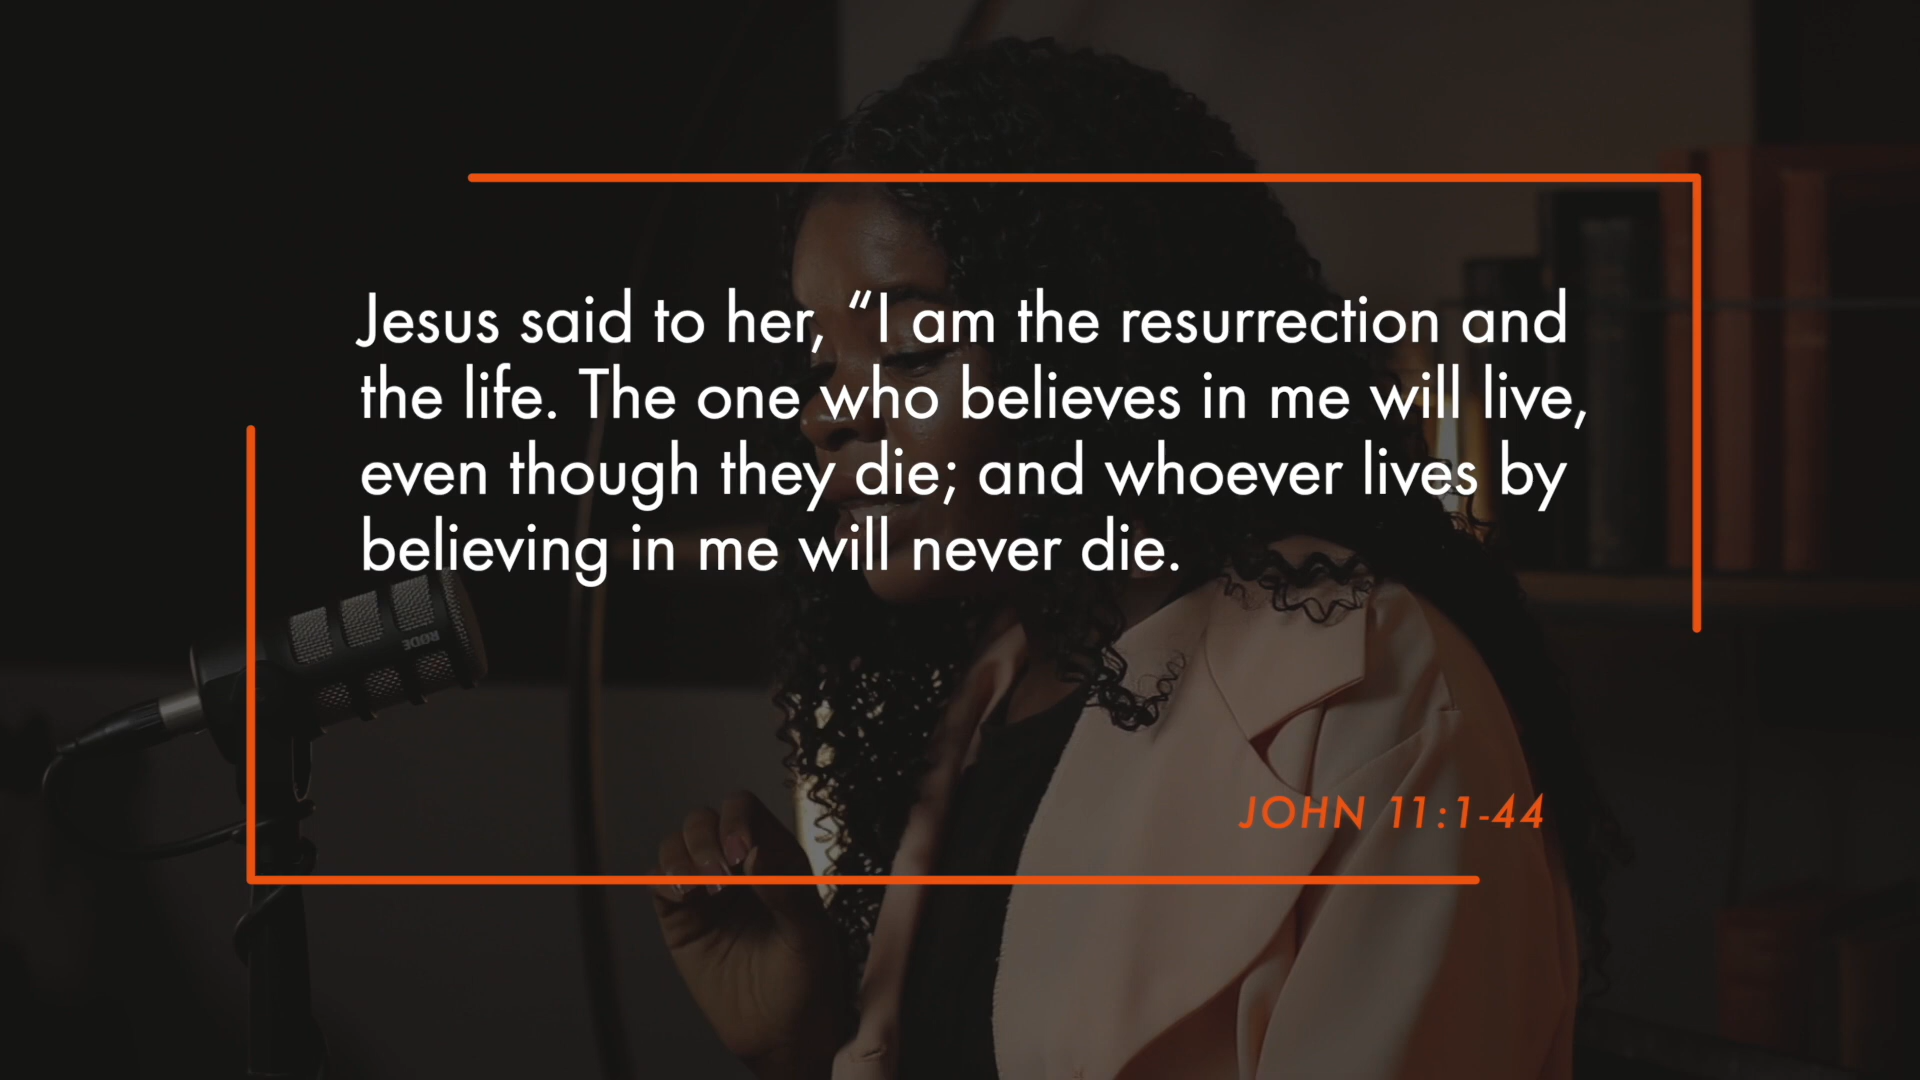 Jesus said to her, “I am the resurrection and
the life. The one who believes in me will live,
even though they die; and whoever lives by
believing in me will never die.
RØDE
JOHN 11:1-44